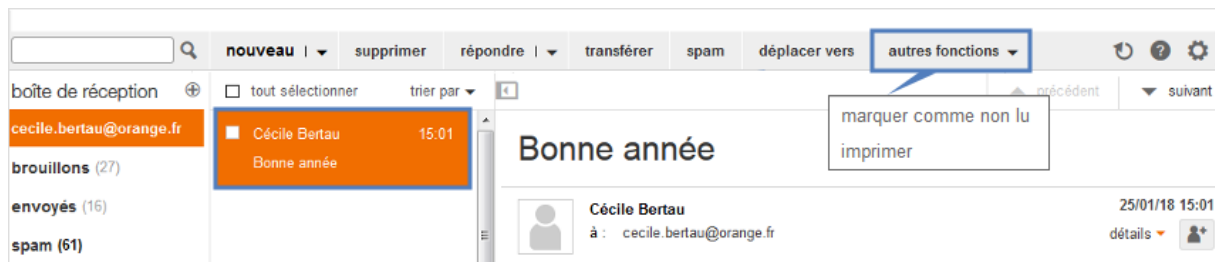 nouveau | supprimer répondre | transférer spam déplacer vers autres fonctions
boîte de réception
tout sélectionner trier par
précédent suivant
marquer comme non lu
imprimer
cecile.bertau@orange.fr
Cécile Bertau 15:01
Bonne année
Bonne année
brouillons (27)
envoyés (16)
spam (61)
Cécile Bertau 25/01/18 15:01
à : cecile.bertau@orange.fr détails